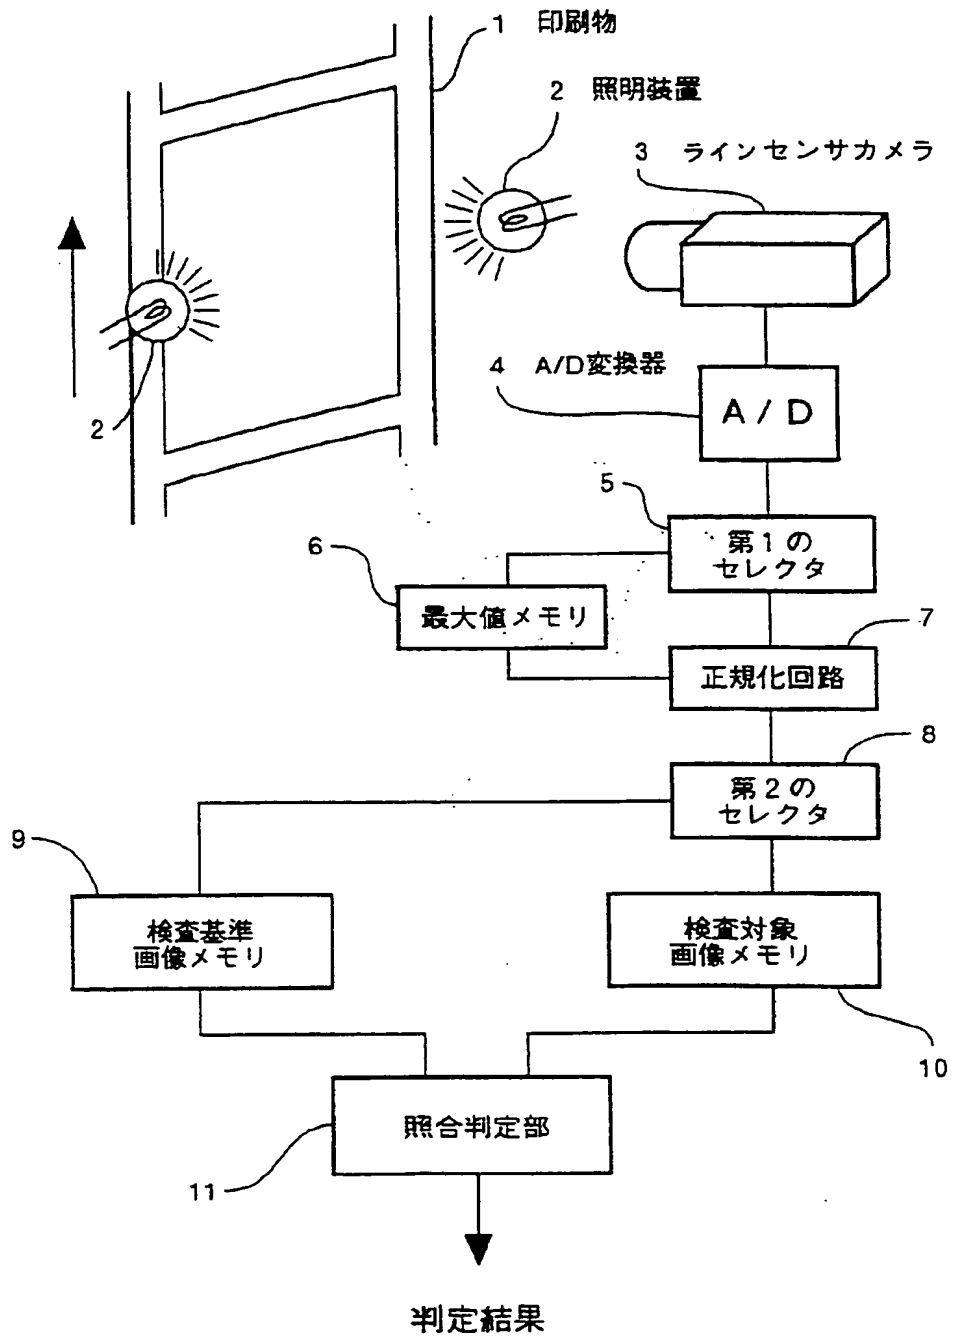 1 印刷物
2 照明装置
3 ラインセンサカメラ
2
4 A/D変換器
A/D
5
第1の
セレクタ
6
最大値メモリ
7
正規化回路
8
第2の
セレクタ
9
検査基準
画像メモリ
検査対象
画像メモリ
10
照合判定部
11
判定結果